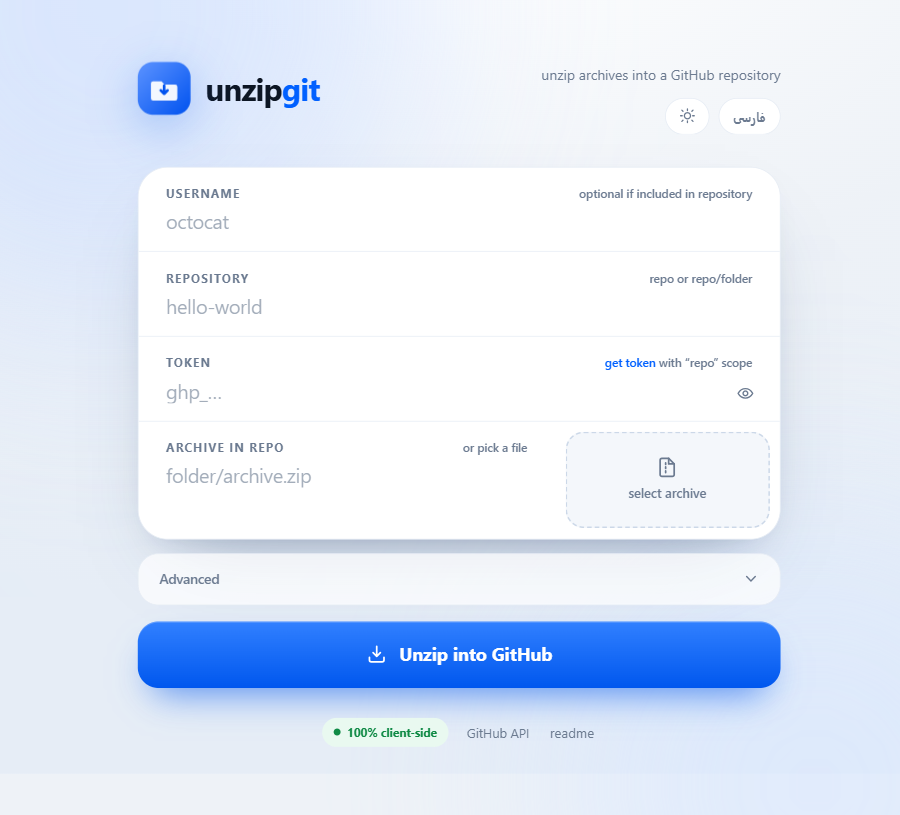 unzipgit
unzip archives into a GitHub repository
فارسی
USERNAME
optional if included in repository
octocat
REPOSITORY
repo or repo/folder
hello-world
TOKEN
get token with “repo” scope
ghp_...
ARCHIVE IN REPO
or pick a file
folder/archive.zip
select archive
Advanced
Unzip into GitHub
100% client-side
GitHub API
readme